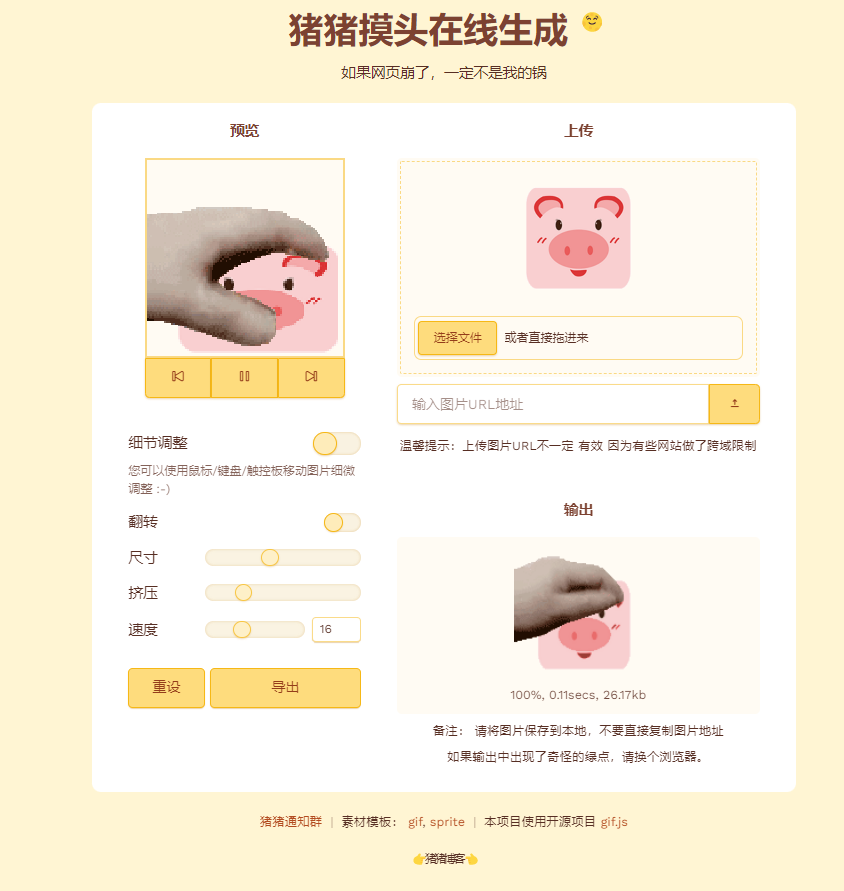 猪猪摸头在线生成
如果网页崩了，一定不是我的锅
预览
细节调整
您可以使用鼠标/键盘/触控板移动图片细微
调整 :-)
翻转
尺寸
挤压
速度
16
重设
导出
上传
选择文件
或者直接拖进来
输入图片URL地址
温馨提示：上传图片URL不一定 有效 因为有些网站做了跨域限制
输出
100%, 0.11secs, 26.17kb
备注： 请将图片保存到本地，不要直接复制图片地址
如果输出中出现了奇怪的绿点，请换个浏览器。
猪猪通知群 | 素材模板： gif, sprite | 本项目使用开源项目 gif.js
👉猪猪博客👈